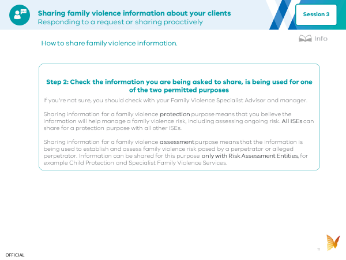 Sharing family violence information about your clients
Responding to a request or sharing proactively
Session 3
Info
How to share family violence information.
Step 2: Check the information you are being asked to share, is being used for one
of the two permitted purposes
If you're not sure, you should check with your Family Violence Specialist Advisor and manager.
Sharing information for a family violence protection purpose means that you believe the
information will help manage a family violence risk, including assessing ongoing risk. All ISEs can
share for a protection purpose with all other ISEs.
Sharing information for a family violence assessment purpose means that the information is
being used to establish and assess family violence risk posed by a perpetrator or alleged
perpetrator. Information can be shared for this purpose only with Risk Assessment Entities, for
example Child Protection and Specialist Family Violence Services.
OFFICIAL